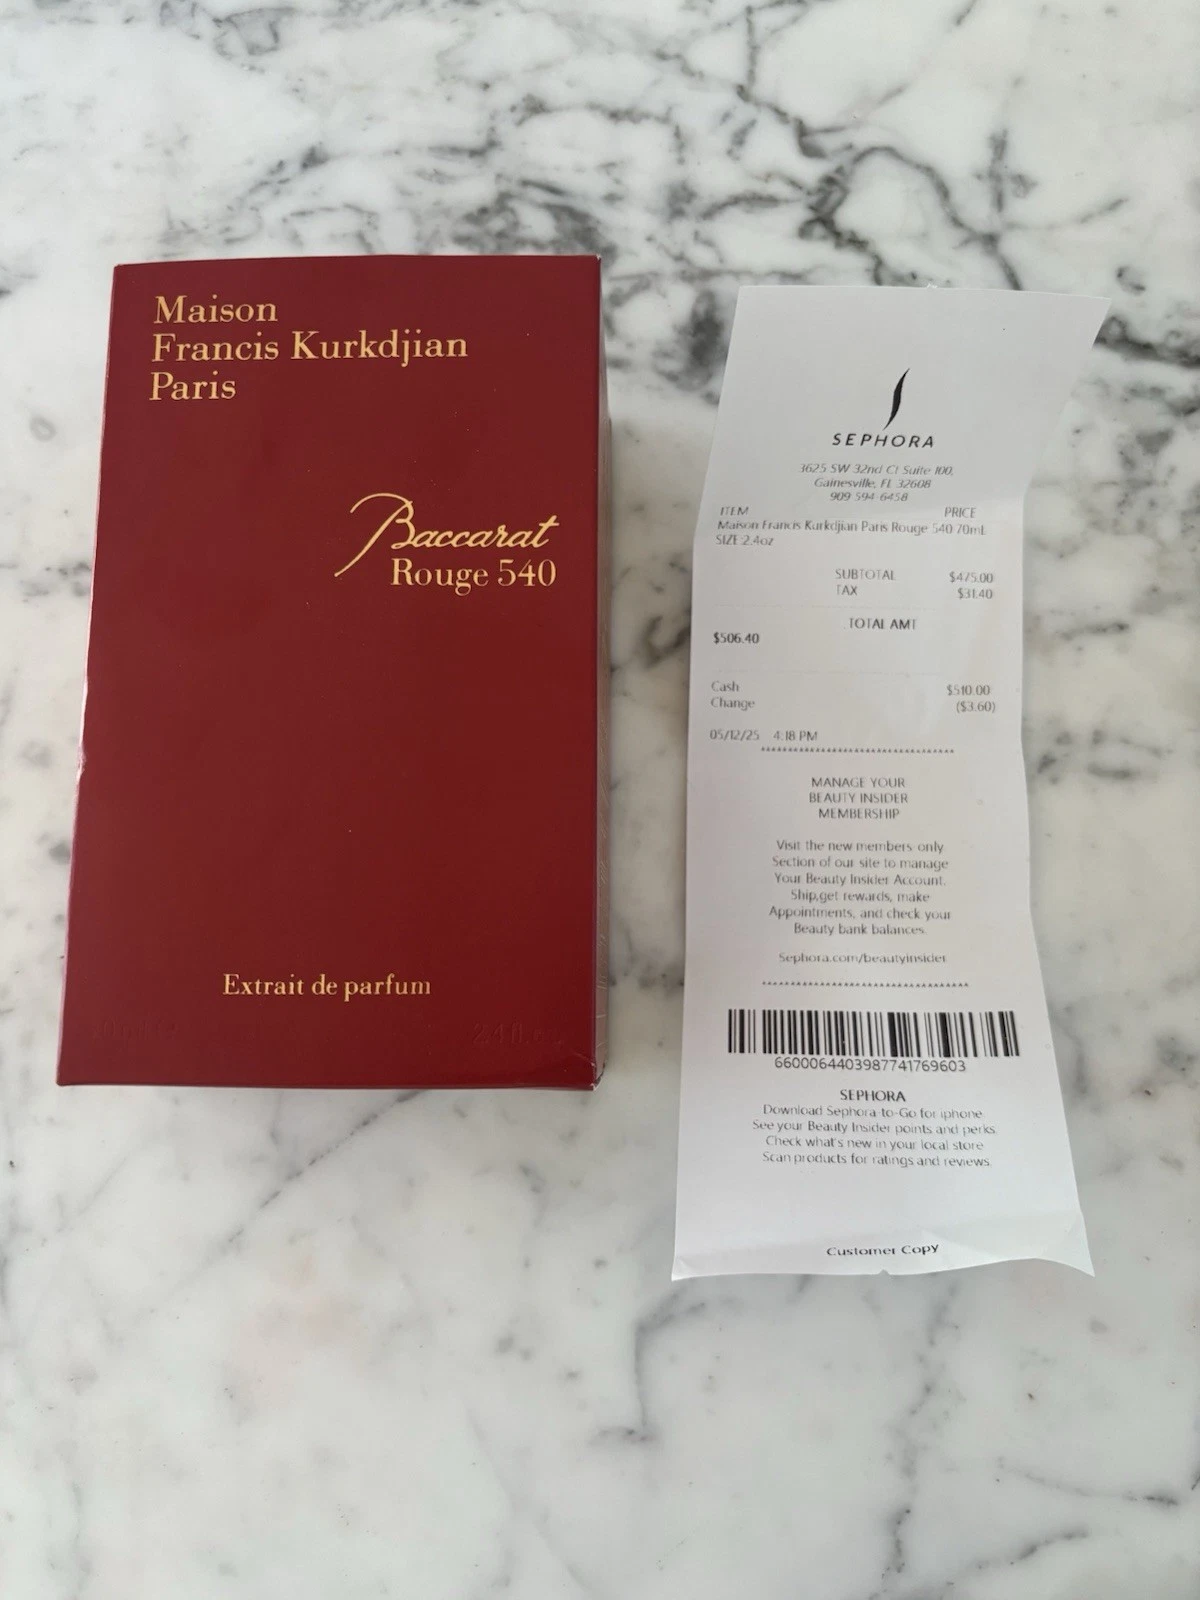 Maison
Francis Kurkdjian
Paris
Baccarat
Rouge 540
Extrait de parfum
2.4 fl.
SEPHORA
3625 SW 32nd Ct Suite 100,
Gainesville, FL 32608
909 594 6458
ITEM PRICE
Maison Francis Kurkdjian Paris Rouge 540 70mL
SIZE 2.4oz
SUBTOTAL $475.00
TAX $31.40
TOTAL AMT
$506.40
Cash $510.00
Change ($3.60)
05/12/25 4:18 PM
MANAGE YOUR
BEAUTY INSIDER
MEMBERSHIP
Visit the new members only
Section of our site to manage
Your Beauty Insider Account.
Ship,get rewards, make
Appointments, and check your
Beauty bank balances.
Sephora.com/beautyinsider
6600064403987741769603
SEPHORA
Download Sephora-to-Go for iphone
See your Beauty Insider points and perks.
Check what's new in your local store
Scan products for ratings and reviews.
Customer Copy